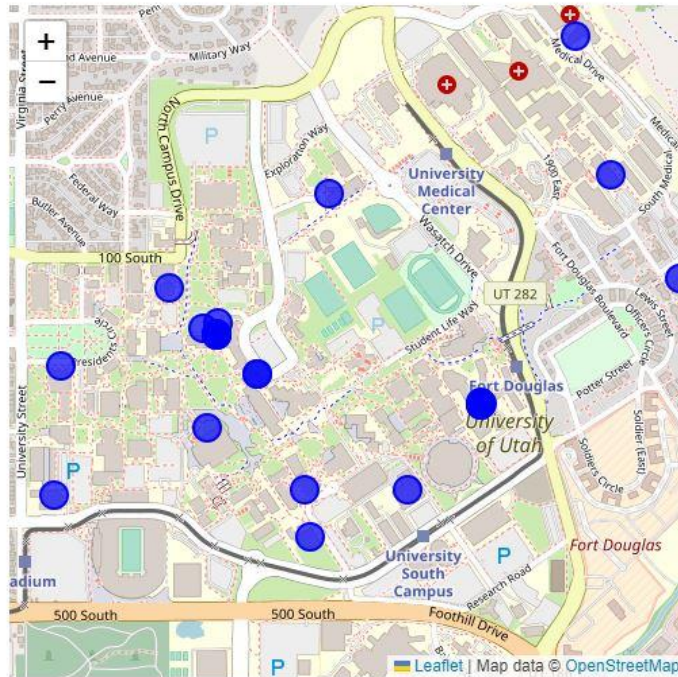 +
−
nd Avenue
Military Way
Perry Avenue
Virginia Street
North Campus Drive
Federal Way
Butler Avenue
100 South
P
Exploration Way
Medical Drive
1900 East
South Medical
University
Medical
Center
Wasatch Drive
Fort Douglas Boulevard
Lewis Street
Officers Circle
UT 282
P
Student Life Way
Presidents Circle
University Street
Potter Street
Fort Douglas
University
of Utah
Soldier (East)
Soldiers Circle
P
University
South
Campus
P
Research Road
Fort Douglas
adium
500 South
500 South
Foothill Drive
P
Leaflet | Map data © OpenStreetMap